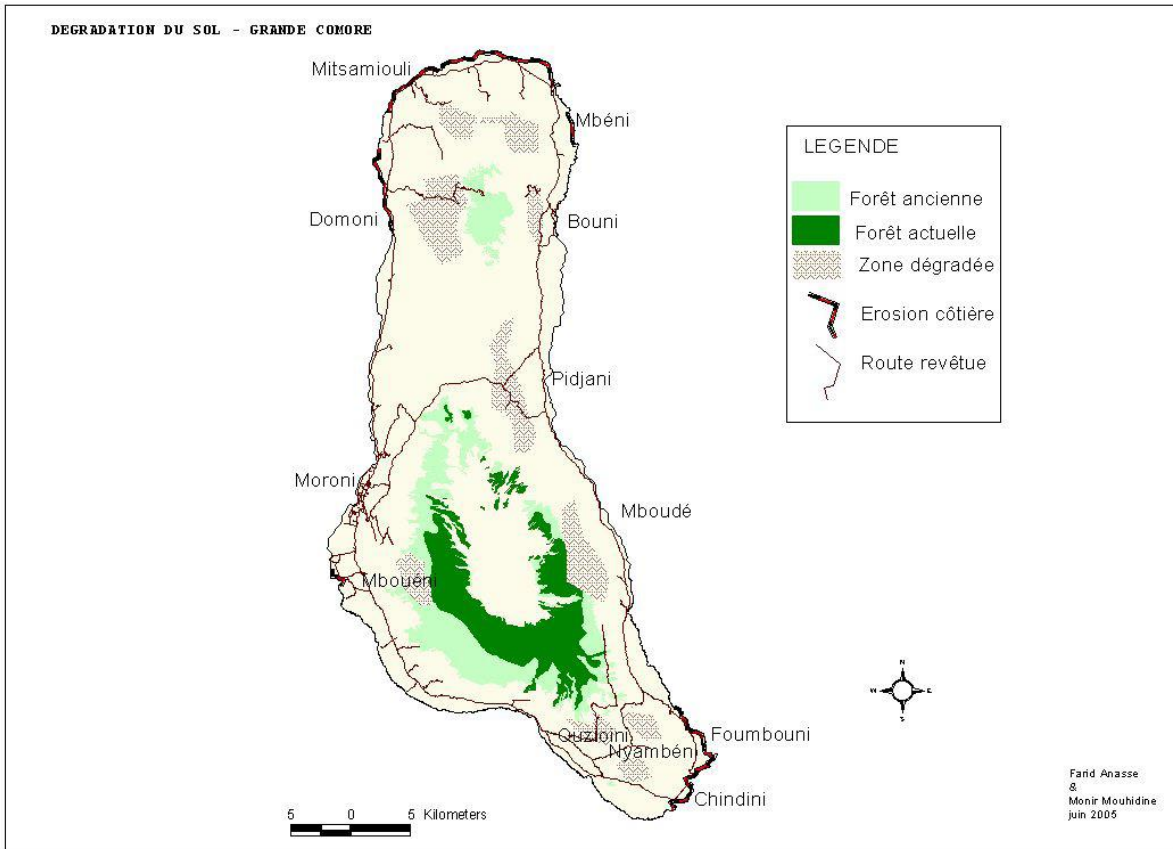 DEGRADATION DU SOL - GRANDE COMORE
Mitsamiouli
Mbéni
Domoni
Bouni
Pidjani
Moroni
Mboudé
Mbouéni
Ouzioini
Nyambéni
Foumbouni
Chindini
LEGENDE
Forêt ancienne
Forêt actuelle
Zone dégradée
Erosion côtière
Route revêtue
N
W E
S
5 0 5 Kilometers
Farid Anasse
&
Monir Mouhidine
juin 2005